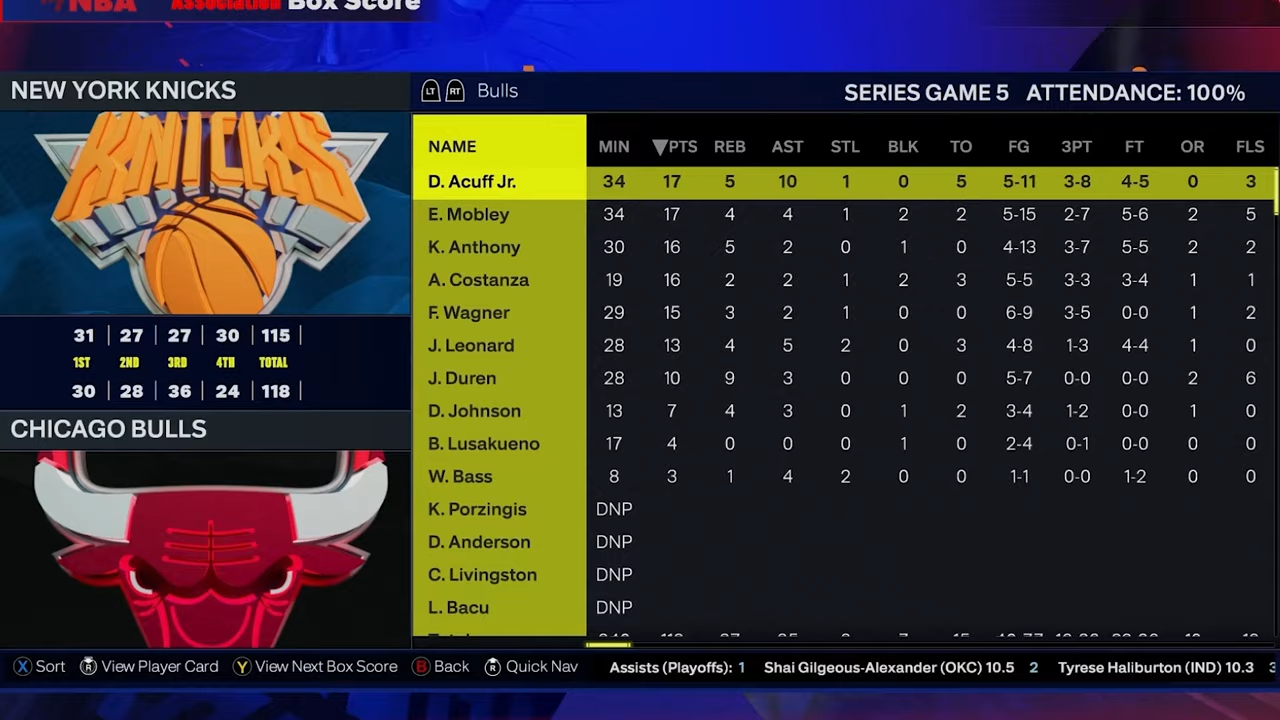 MyNBA Association Box Score
NEW YORK KNICKS
KNICKS
31 | 27 | 27 | 30 | 115 |
1ST 2ND 3RD 4TH TOTAL
30 | 28 | 36 | 24 | 118 |
CHICAGO BULLS
LT RT Bulls SERIES GAME 5 ATTENDANCE: 100%
NAME MIN ▼PTS REB AST STL BLK TO FG 3PT FT OR FLS
D. Acuff Jr. 34 17 5 10 1 0 5 5-11 3-8 4-5 0 3
E. Mobley 34 17 4 4 1 2 2 5-15 2-7 5-6 2 5
K. Anthony 30 16 5 2 0 1 0 4-13 3-7 5-5 2 2
A. Costanza 19 16 2 2 1 2 3 5-5 3-3 3-4 1 1
F. Wagner 29 15 3 2 1 0 0 6-9 3-5 0-0 1 2
J. Leonard 28 13 4 5 2 0 3 4-8 1-3 4-4 1 0
J. Duren 28 10 9 3 0 0 0 5-7 0-0 0-0 2 6
D. Johnson 13 7 4 3 0 1 2 3-4 1-2 0-0 1 0
B. Lusakueno 17 4 0 0 0 1 0 2-4 0-1 0-0 0 0
W. Bass 8 3 1 4 2 0 0 1-1 0-0 1-2 0 0
K. Porzingis DNP
D. Anderson DNP
C. Livingston DNP
L. Bacu DNP
X Sort R View Player Card Y View Next Box Score B Back R Quick Nav Assists (Playoffs): 1 Shai Gilgeous-Alexander (OKC) 10.5 2 Tyrese Haliburton (IND) 10.3